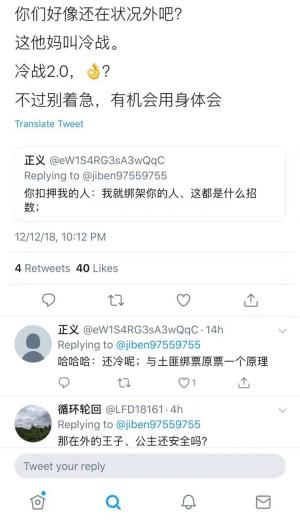 你们好像还在状况外吧？
这他妈叫冷战。
冷战2.0，👌？
不过别着急，有机会用身体会
Translate Tweet
正义 @eW1S4RG3sA3wQqC
Replying to @jiben97559755
你扣押我的人：我就绑架你的人、这都是什么招
数；
12/12/18, 10:12 PM
4 Retweets 40 Likes
正义 @eW1S4RG3sA3wQqC · 14h
Replying to @jiben97559755
哈哈哈：还冷呢；与土匪绑票原票一个原理
1
循环轮回 @LFD18161 · 4h
Replying to @jiben97559755
那在外的王子、公主还安全吗？
Tweet your reply